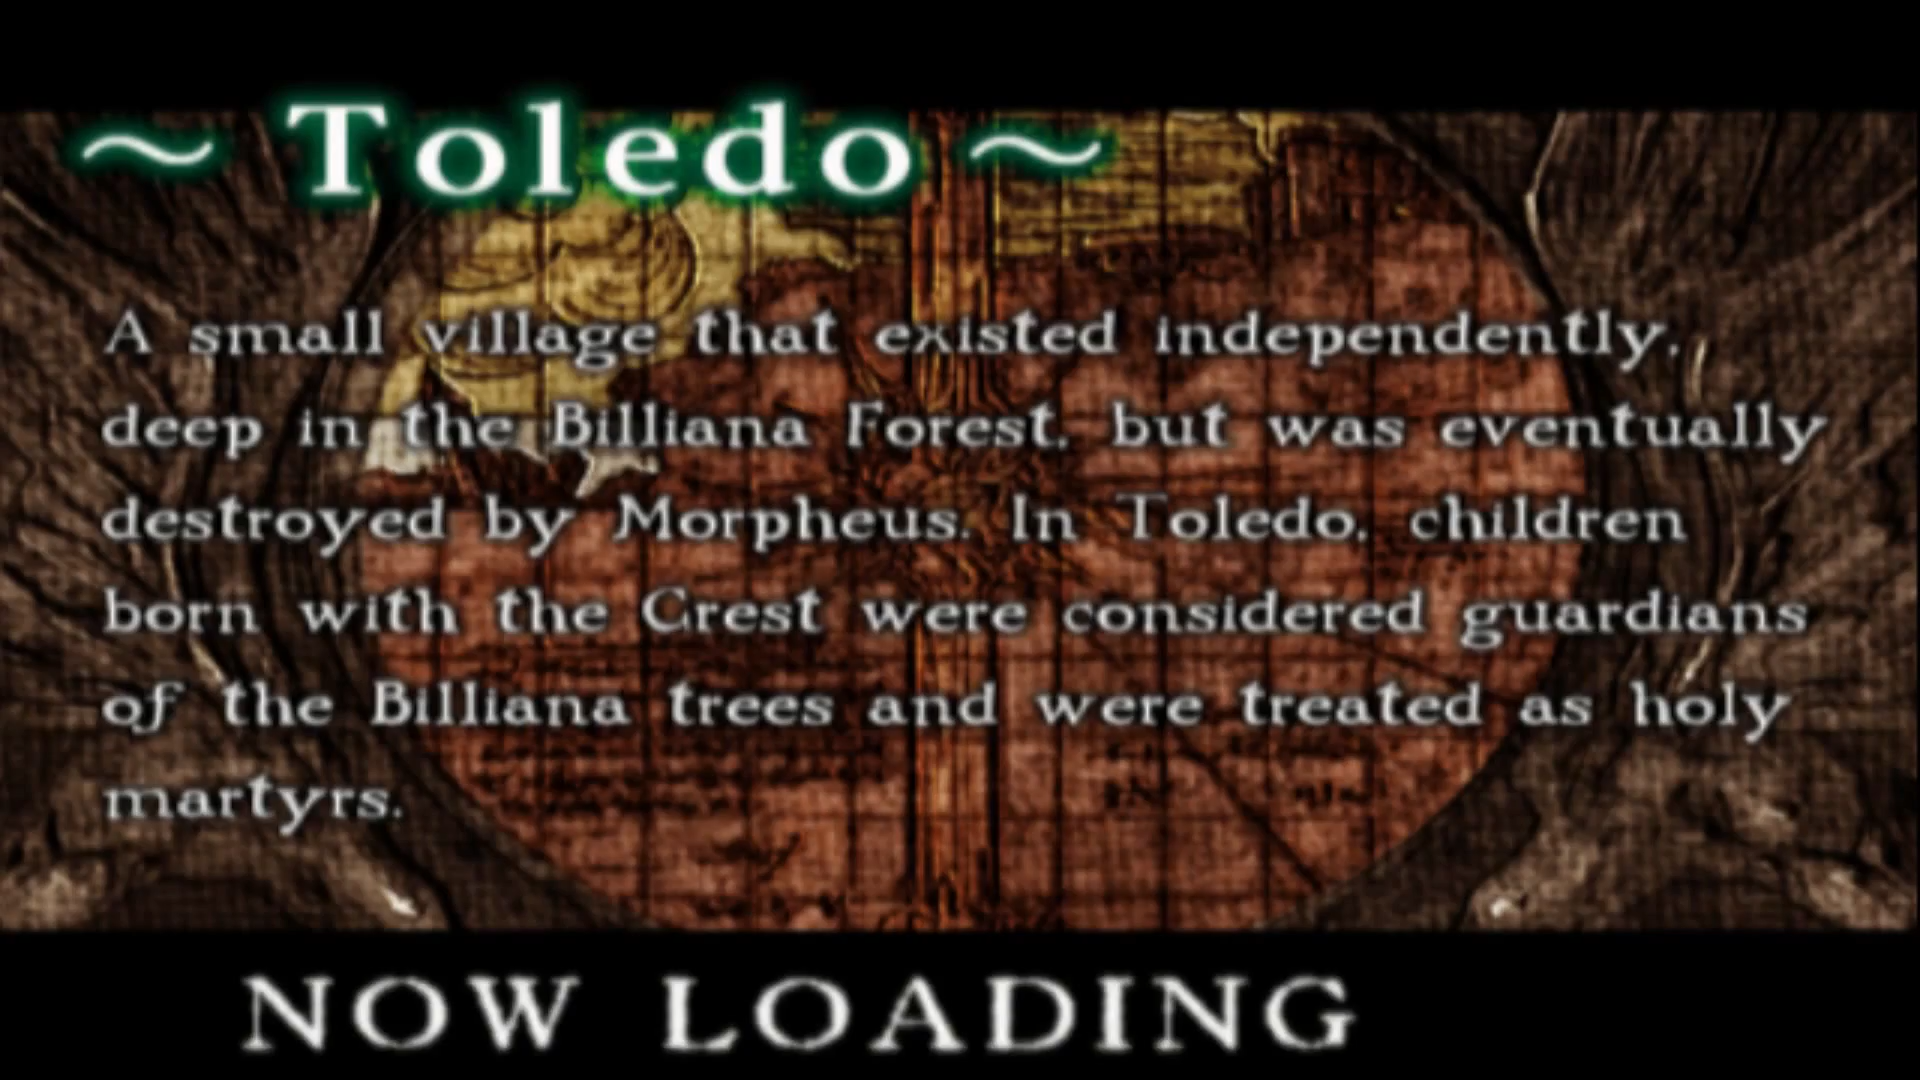 ~ Toledo ~
A small village that existed independently,
deep in the Billiana Forest, but was eventually
destroyed by Morpheus. In Toledo, children
born with the Crest were considered guardians
of the Billiana trees and were treated as holy
martyrs.
NOW LOADING